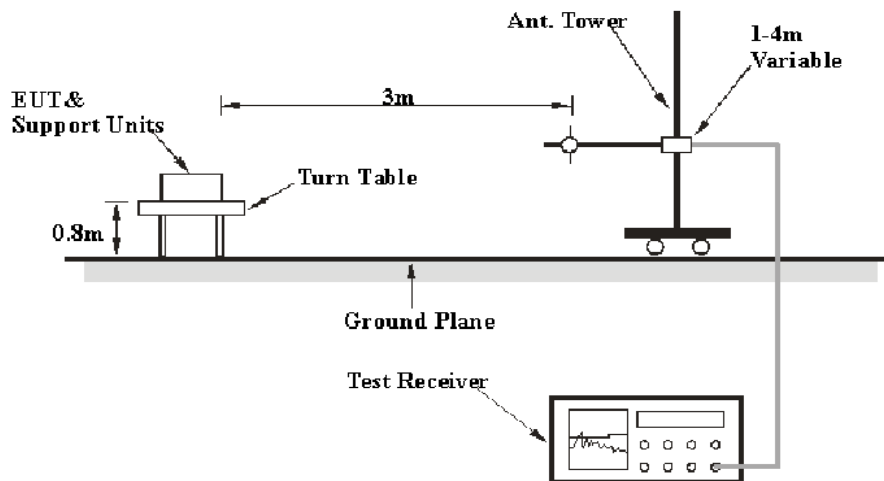 Ant. Tower
1-4m
Variable
3m
EUT&
Support Units
Turn Table
0.8m
Ground Plane
Test Receiver